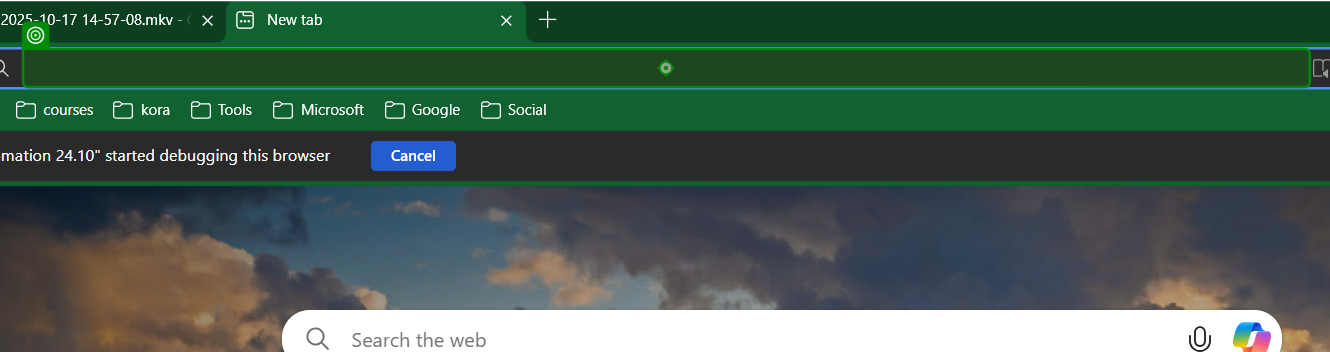 2025-10-17 14-57-08.mkv -
New tab
courses kora Tools Microsoft Google Social
mation 24.10" started debugging this browser Cancel
Search the web